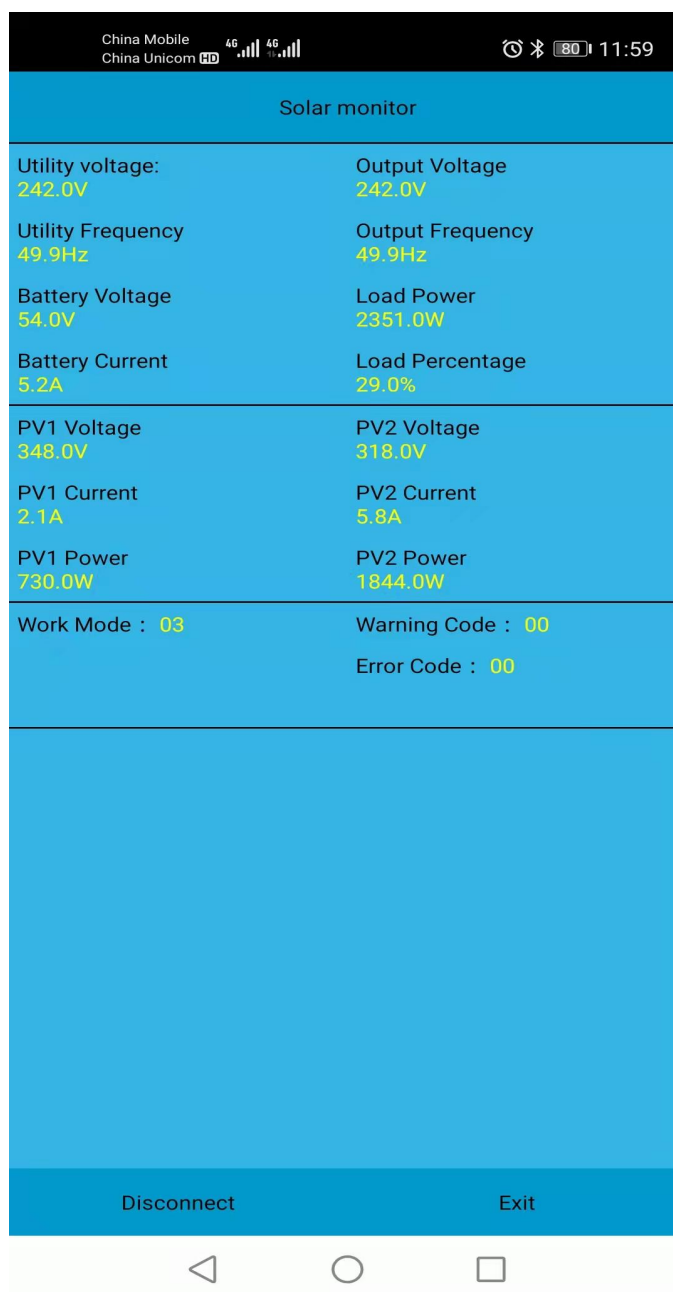 China Mobile 4G 4G 80 11:59
China Unicom HD
Solar monitor
Utility voltage: Output Voltage
242.0V 242.0V
Utility Frequency Output Frequency
49.9Hz 49.9Hz
Battery Voltage Load Power
54.0V 2351.0W
Battery Current Load Percentage
5.2A 29.0%
PV1 Voltage PV2 Voltage
348.0V 318.0V
PV1 Current PV2 Current
2.1A 5.8A
PV1 Power PV2 Power
730.0W 1844.0W
Work Mode : 03 Warning Code : 00
Error Code : 00
Disconnect Exit